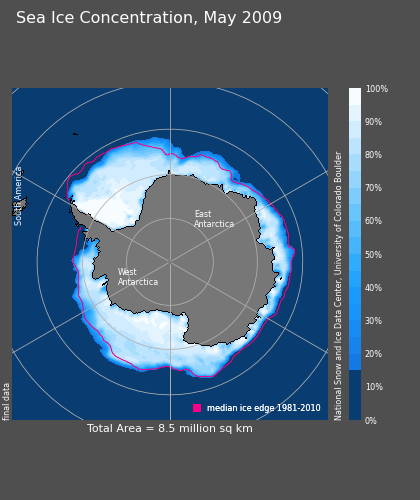 Sea Ice Concentration, May 2009
South America
East
Antarctica
West
Antarctica
final data
median ice edge 1981-2010
Total Area = 8.5 million sq km
National Snow and Ice Data Center, University of Colorado Boulder
100%
90%
80%
70%
60%
50%
40%
30%
20%
10%
0%